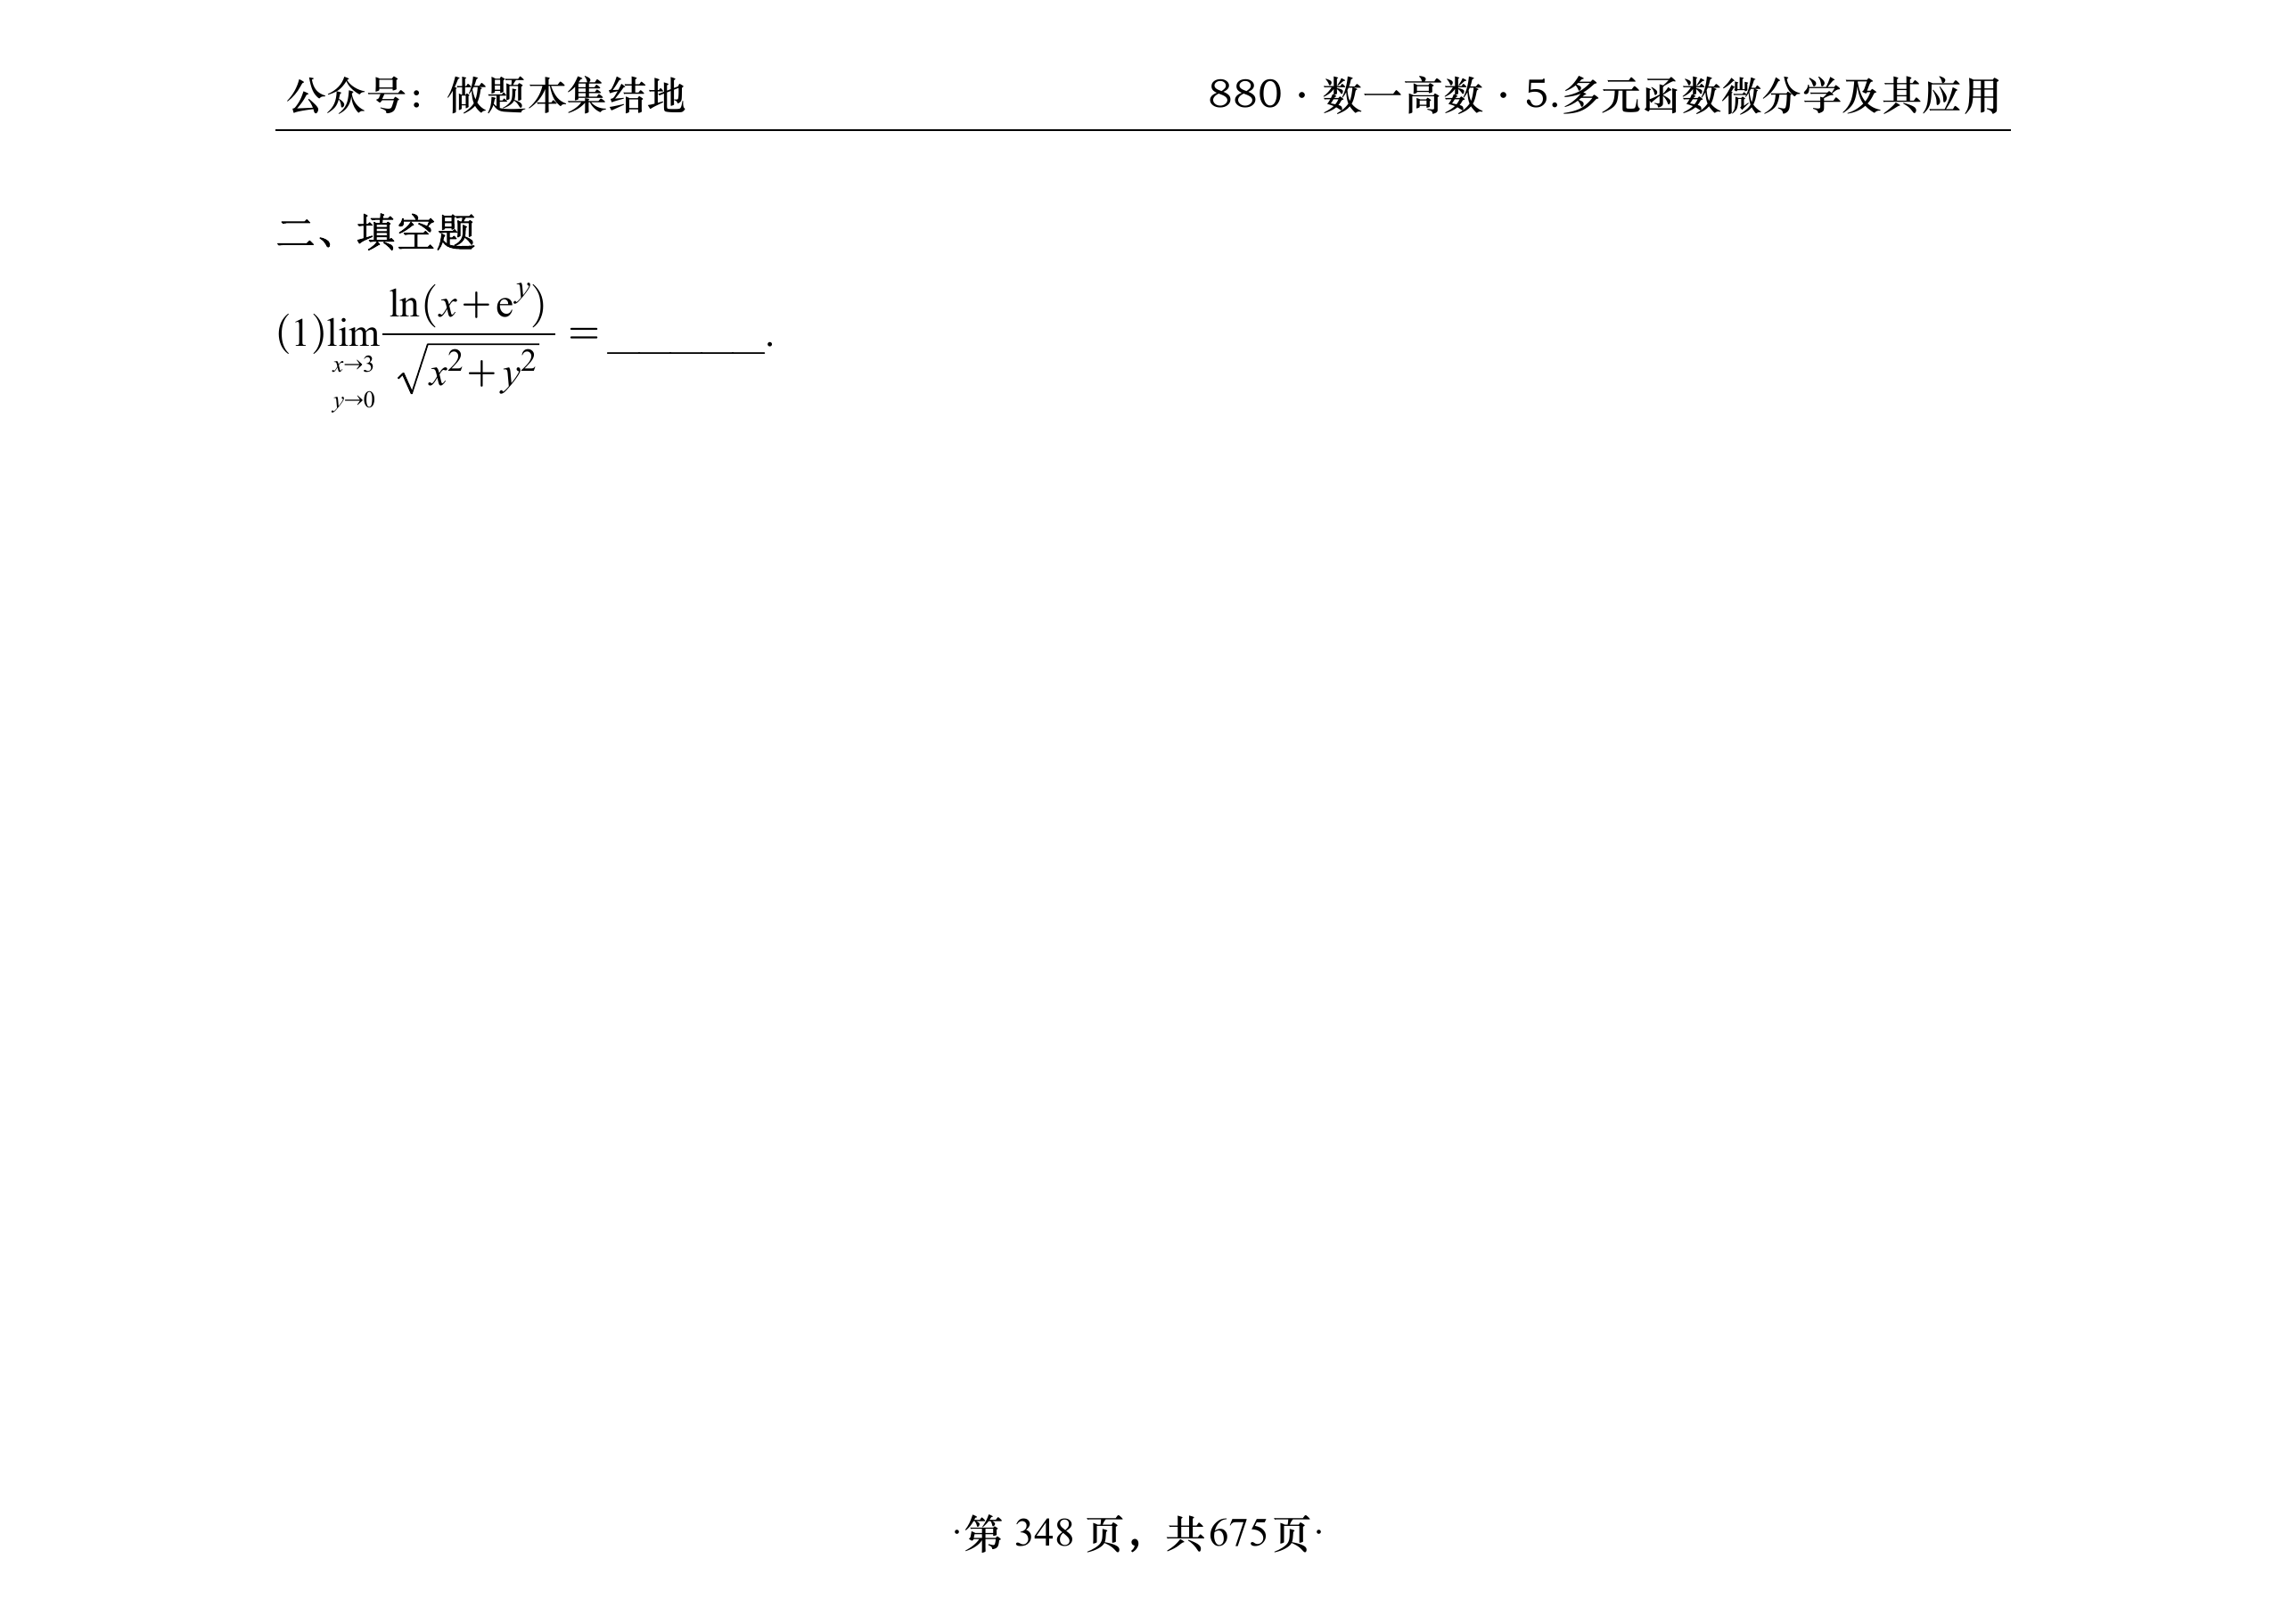 公众号：做题本集结地 880·数一高数·5.多元函数微分学及其应用
二、填空题
(1) $\lim\limits_{\substack{x \to 3 \\ y \to 0}} \frac{\ln(x+\mathrm{e}^{y})}{\sqrt{x^{2}+y^{2}}}$ = ________.
·第 348 页，共675页·